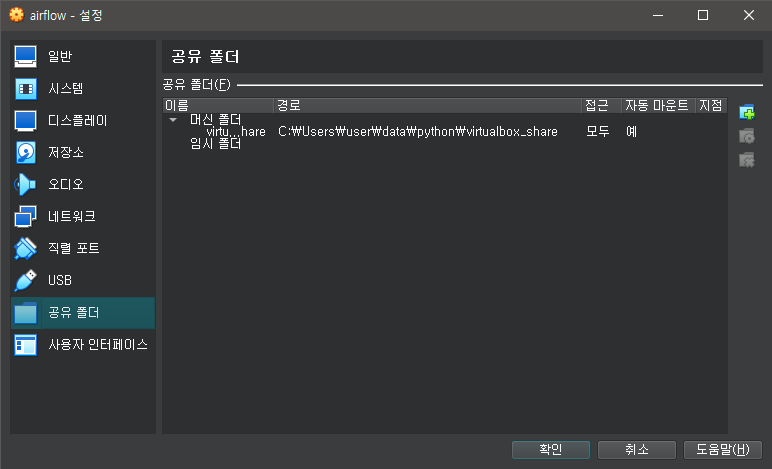 airflow - 설정
일반
시스템
디스플레이
저장소
오디오
네트워크
직렬 포트
USB
공유 폴더
사용자 인터페이스
공유 폴더
공유 폴더(F)
이름 경로 접근 자동 마운트 지점
머신 폴더
virtu...hare C:₩Users₩user₩data₩python₩virtualbox_share 모두 예
임시 폴더
확인 취소 도움말(H)